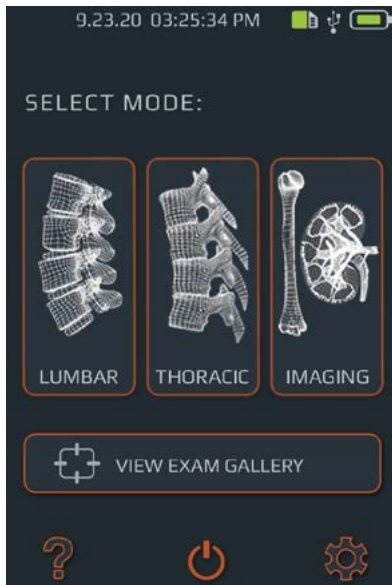 9.23.20 03:25:34 PM
SELECT MODE:
LUMBAR THORACIC IMAGING
VIEW EXAM GALLERY
?